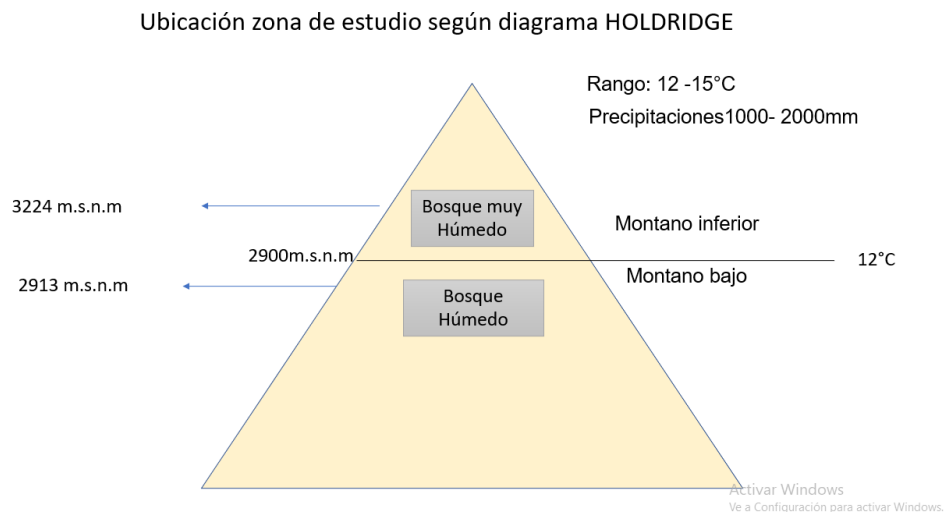 Ubicación zona de estudio según diagrama HOLDRIDGE
Rango: 12 -15°C
Precipitaciones1000- 2000mm
3224 m.s.n.m
Bosque muy
Húmedo
Montano inferior
2900m.s.n.m
12°C
Montano bajo
2913 m.s.n.m
Bosque
Húmedo
Activar Windows
Ve a Configuración para activar Windows.